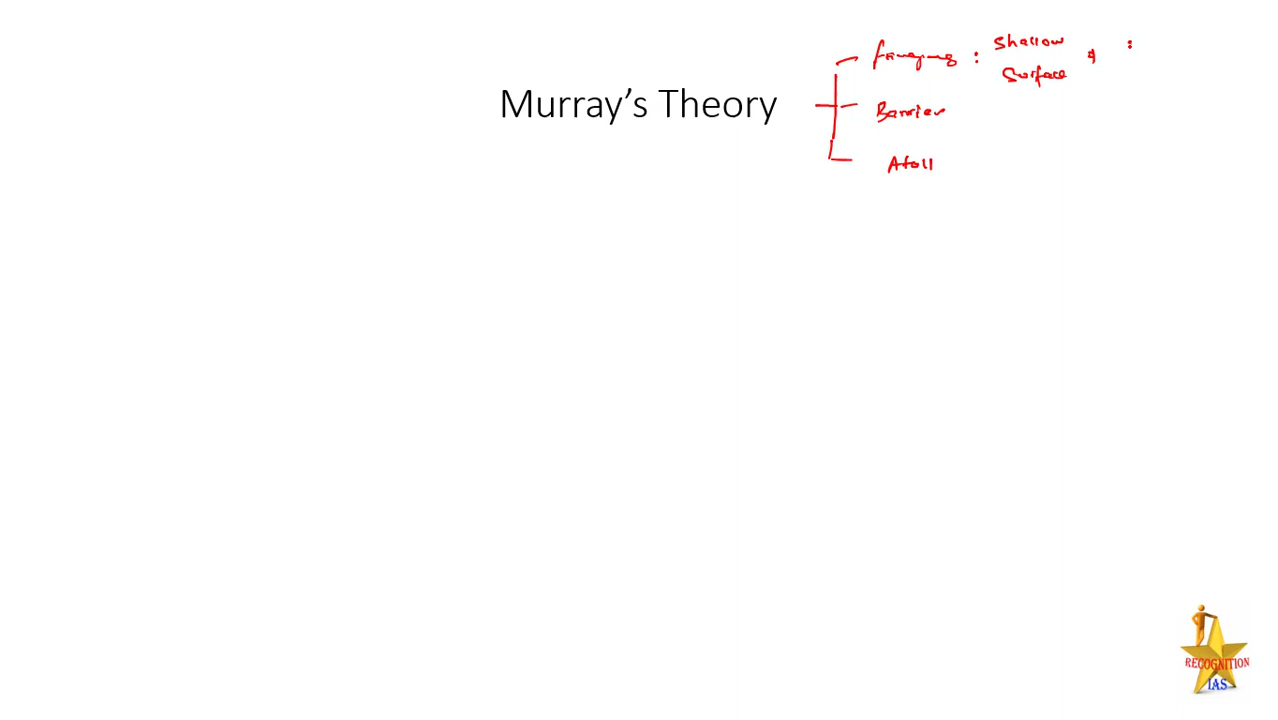 Shallow
Fringing : Surface
Murray's Theory
Barrier
Atoll
RECOGNITION
IAS